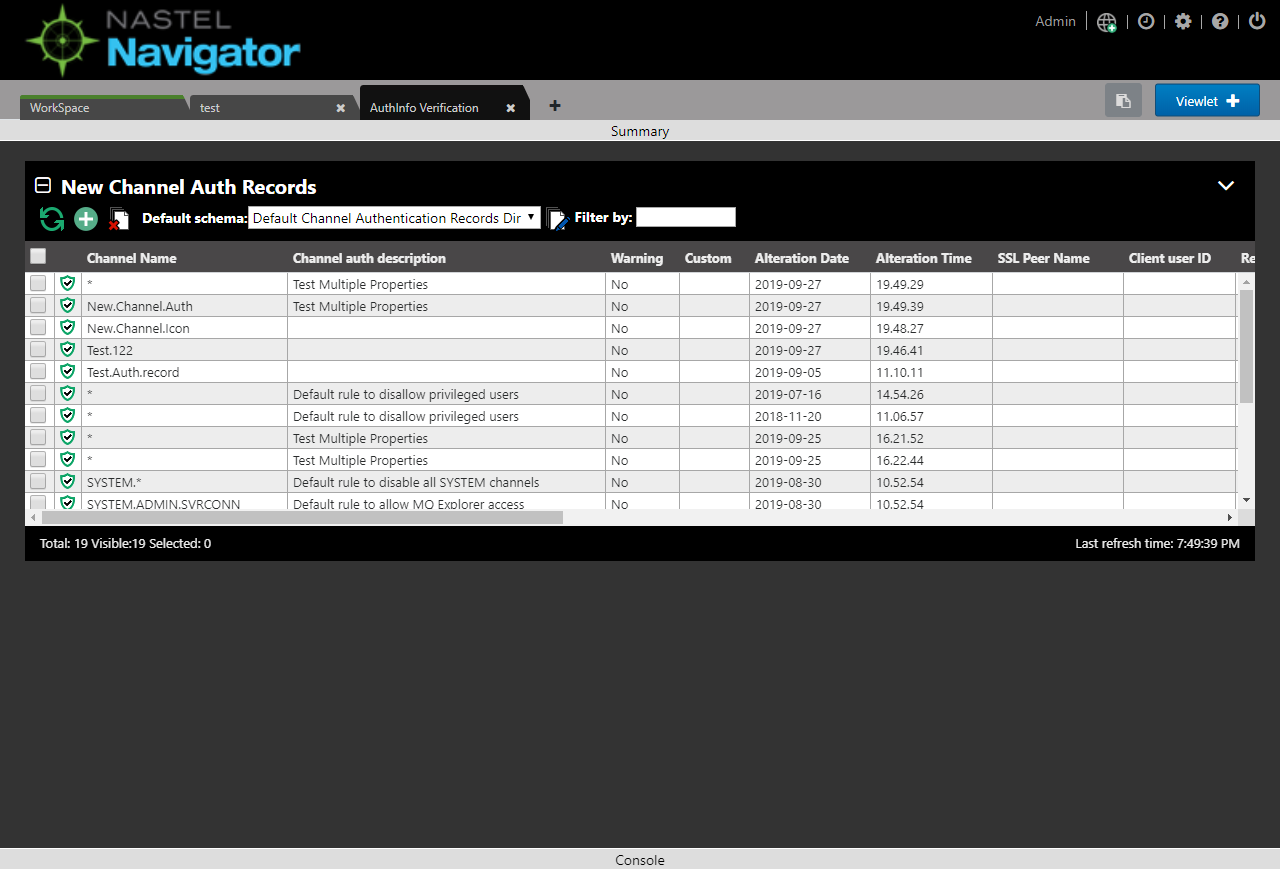 NASTEL
Navigator
Admin
WorkSpace test AuthInfo Verification Viewlet
Summary
New Channel Auth Records
Default schema: Default Channel Authentication Records Dir Filter by:
Channel Name Channel auth description Warning Custom Alteration Date Alteration Time SSL Peer Name Client user ID Re
* Test Multiple Properties No 2019-09-27 19.49.29
New.Channel.Auth Test Multiple Properties No 2019-09-27 19.49.39
New.Channel.Icon No 2019-09-27 19.48.27
Test.122 No 2019-09-27 19.46.41
Test.Auth.record No 2019-09-05 11.10.11
* Default rule to disallow privileged users No 2019-07-16 14.54.26
* Default rule to disallow privileged users No 2018-11-20 11.06.57
* Test Multiple Properties No 2019-09-25 16.21.52
* Test Multiple Properties No 2019-09-25 16.22.44
SYSTEM.* Default rule to disable all SYSTEM channels No 2019-08-30 10.52.54
SYSTEM.ADMIN.SVRCONN Default rule to allow MQ Explorer access No 2019-08-30 10.52.54
Total: 19 Visible:19 Selected: 0 Last refresh time: 7:49:39 PM
Console